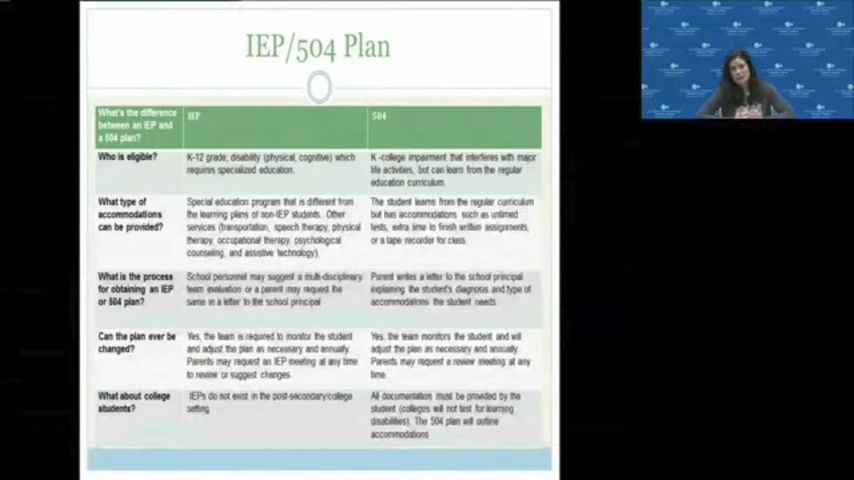 IEP/504 Plan
What's the difference
between an IEP and
a 504 plan?
IEP
504
Who is eligible?
K-12 grade; disability (physical, cognitive) which
requires specialized education.
K -college impairment that interferes with major
life activities, but can learn from the regular
education curriculum.
What type of
accommodations
can be provided?
Special education program that is different from
the learning plans of non-IEP students. Other
services (transportation, speech therapy, physical
therapy, occupational therapy, psychological
counseling, and assistive technology).
The student learns from the regular curriculum
but has accommodations such as untimed
tests, extra time to finish written assignments,
or a tape recorder for class
What is the process
for obtaining an IEP
or 504 plan?
School personnel may suggest a multi-disciplinary
team evaluation or a parent may request the
same in a letter to the school principal
Parent writes a letter to the school principal
explaining the student's diagnosis and type of
accommodations the student needs.
Can the plan ever be
changed?
Yes, the team is required to monitor the student
and adjust the plan as necessary and annually.
Parents may request an IEP meeting at any time
to review or suggest changes.
Yes, the team monitors the student and will
adjust the plan as necessary and annually.
Parents may request a review meeting at any
time.
What about college
students?
IEPs do not exist in the post-secondary/college
setting.
All documentation must be provided by the
student (colleges will not test for learning
disabilities). The 504 plan will outline
accommodations